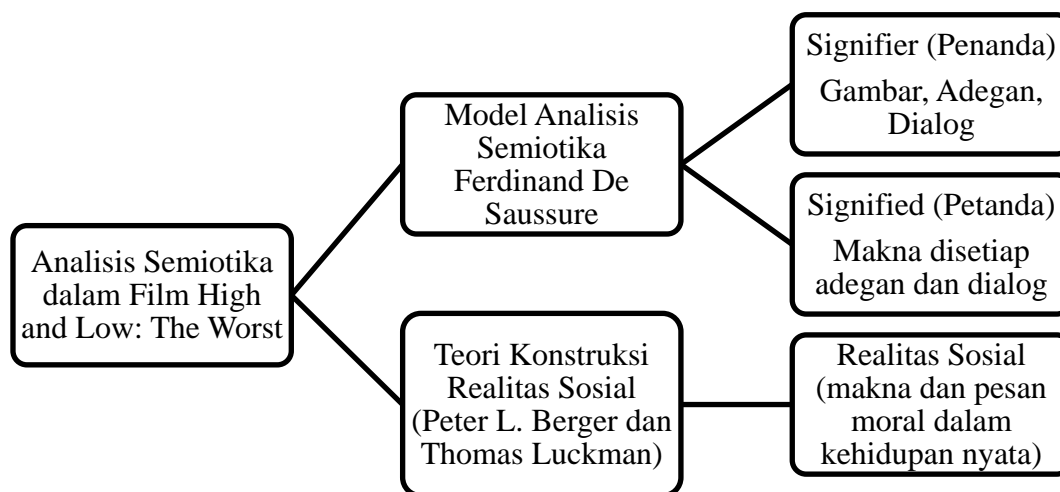 Analisis Semiotika
dalam Film High
and Low: The Worst
Model Analisis
Semiotika
Ferdinand De
Saussure
Signifier (Penanda)
Gambar, Adegan,
Dialog
Signified (Petanda)
Makna disetiap
adegan dan dialog
Teori Konstruksi
Realitas Sosial
(Peter L. Berger dan
Thomas Luckman)
Realitas Sosial
(makna dan pesan
moral dalam
kehidupan nyata)